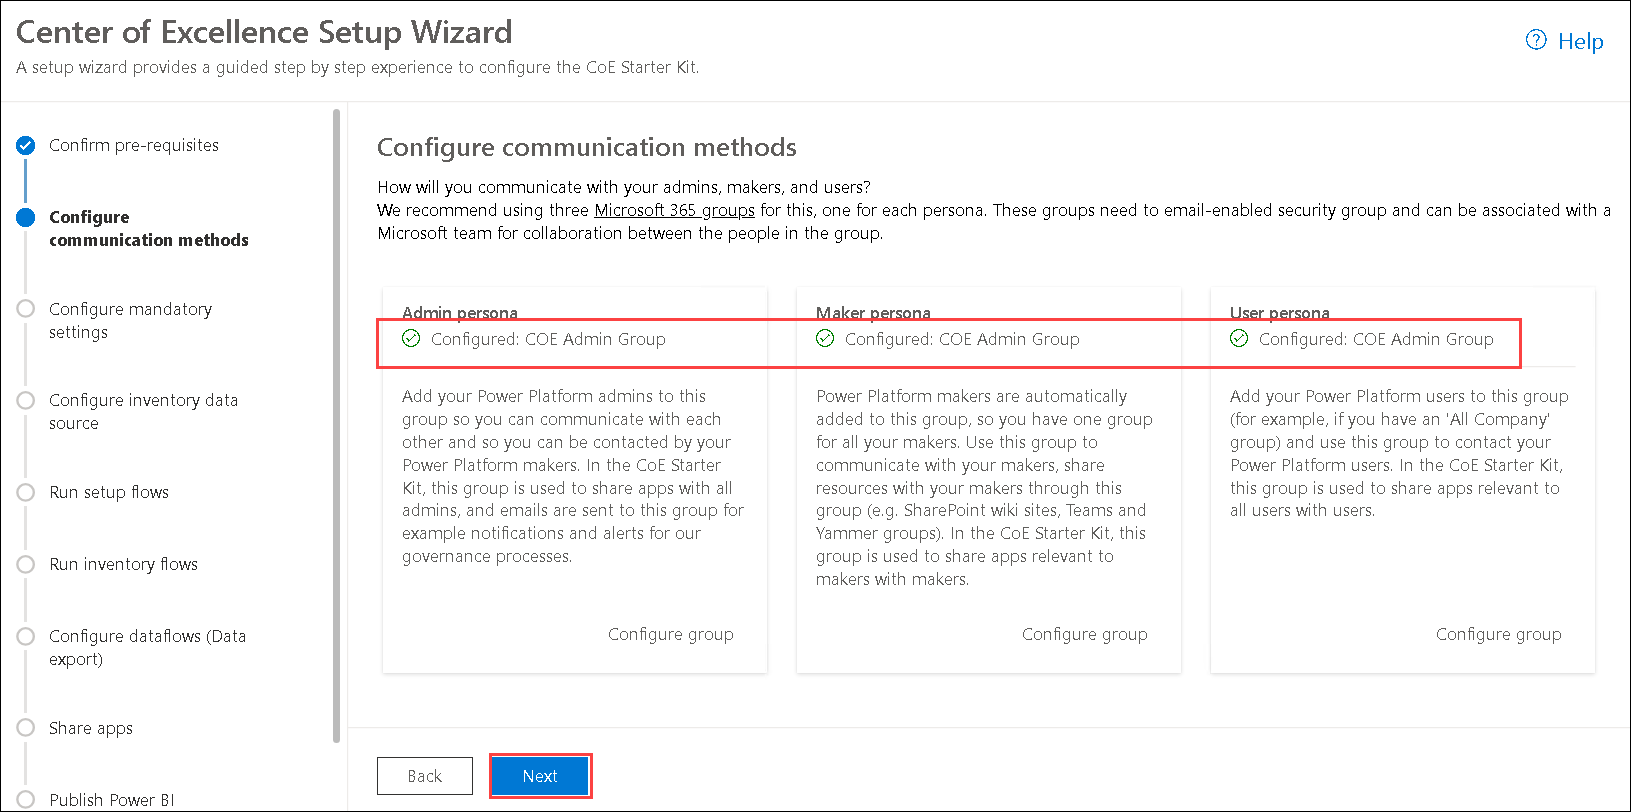 Center of Excellence Setup Wizard
A setup wizard provides a guided step by step experience to configure the CoE Starter Kit.
Help
Confirm pre-requisites
Configure
communication methods
Configure mandatory
settings
Configure inventory data
source
Run setup flows
Run inventory flows
Configure dataflows (Data
export)
Share apps
Publish Power BI
Configure communication methods
How will you communicate with your admins, makers, and users?
We recommend using three Microsoft 365 groups for this, one for each persona. These groups need to email-enabled security group and can be associated with a
Microsoft team for collaboration between the people in the group.
Admin persona
Configured: COE Admin Group
Add your Power Platform admins to this
group so you can communicate with each
other and so you can be contacted by your
Power Platform makers. In the CoE Starter
Kit, this group is used to share apps with all
admins, and emails are sent to this group for
example notifications and alerts for our
governance processes.
Configure group
Maker persona
Configured: COE Admin Group
Power Platform makers are automatically
added to this group, so you have one group
for all your makers. Use this group to
communicate with your makers, share
resources with your makers through this
group (e.g. SharePoint wiki sites, Teams and
Yammer groups). In the CoE Starter Kit, this
group is used to share apps relevant to
makers with makers.
Configure group
User persona
Configured: COE Admin Group
Add your Power Platform users to this group
(for example, if you have an 'All Company'
group) and use this group to contact your
Power Platform users. In the CoE Starter Kit,
this group is used to share apps relevant to
all users with users.
Configure group
Back
Next